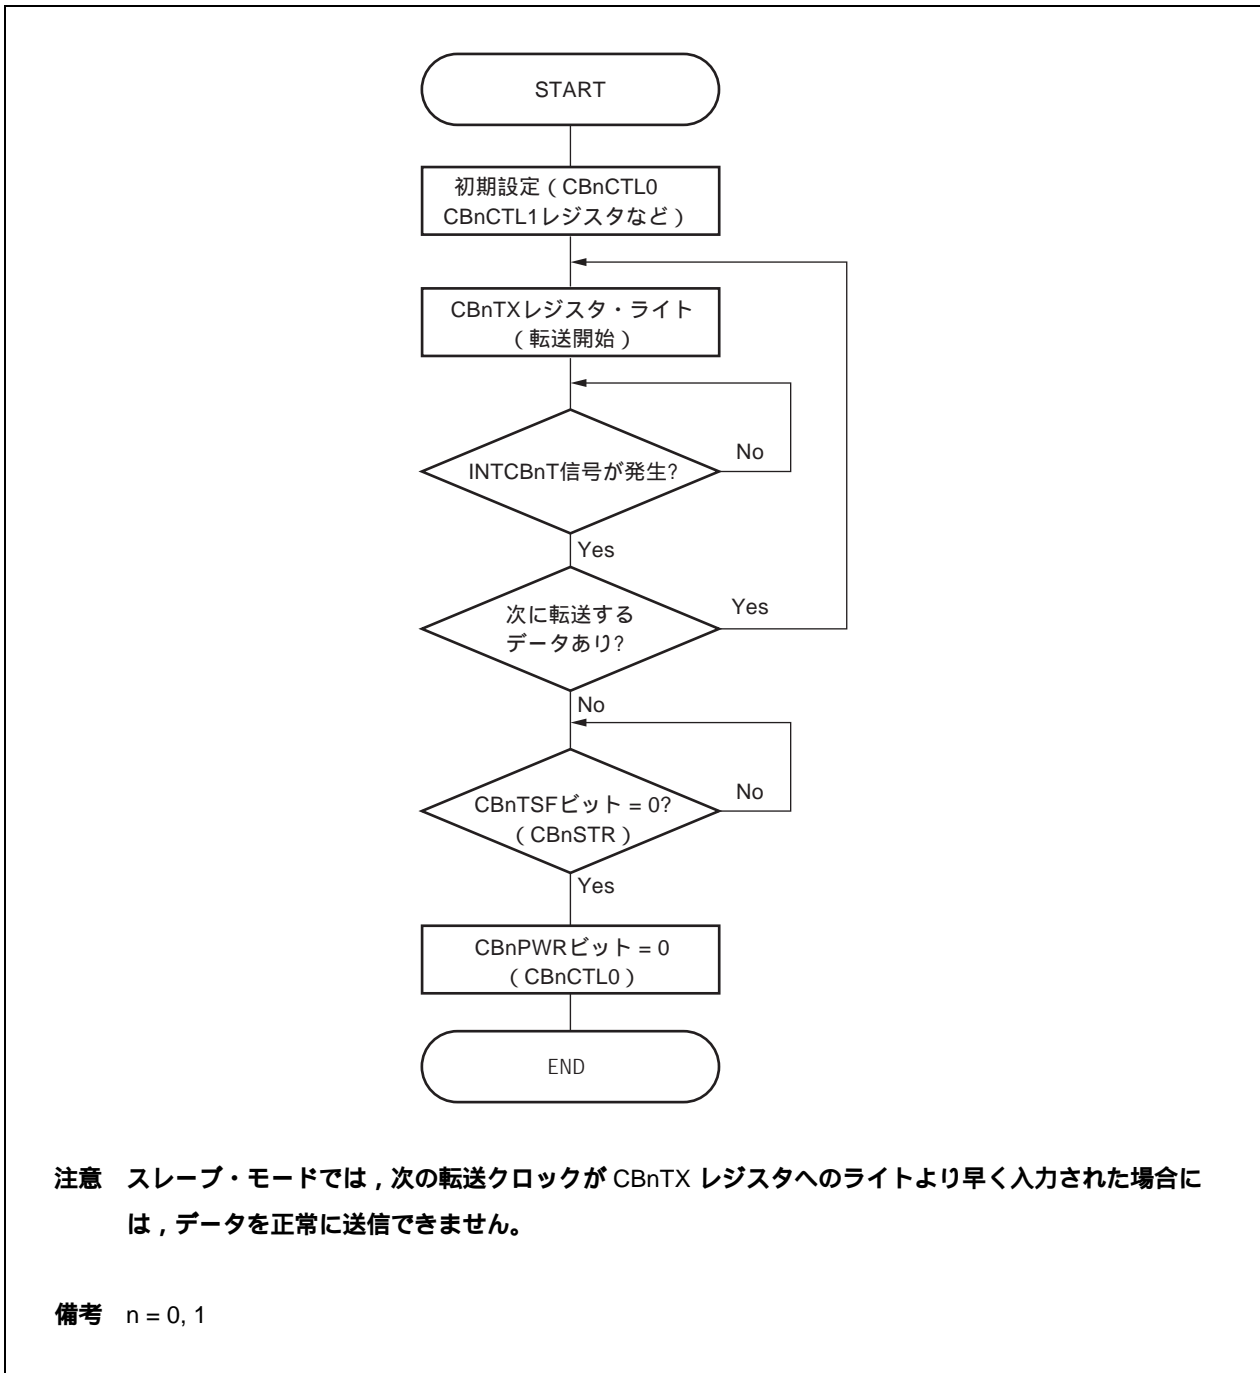 START
初期設定（CBnCTL0
CBnCTL1レジスタなど）
CBnTXレジスタ・ライト
（転送開始）
No
INTCBnT信号が発生?
Yes
次に転送する
データあり?
Yes
No
CBnTSFビット = 0?
（CBnSTR）
No
Yes
CBnPWRビット = 0
（CBnCTL0）
END
注意 スレーブ・モードでは，次の転送クロックが CBnTX レジスタへのライトより早く入力された場合に
は，データを正常に送信できません。
備考 n = 0, 1